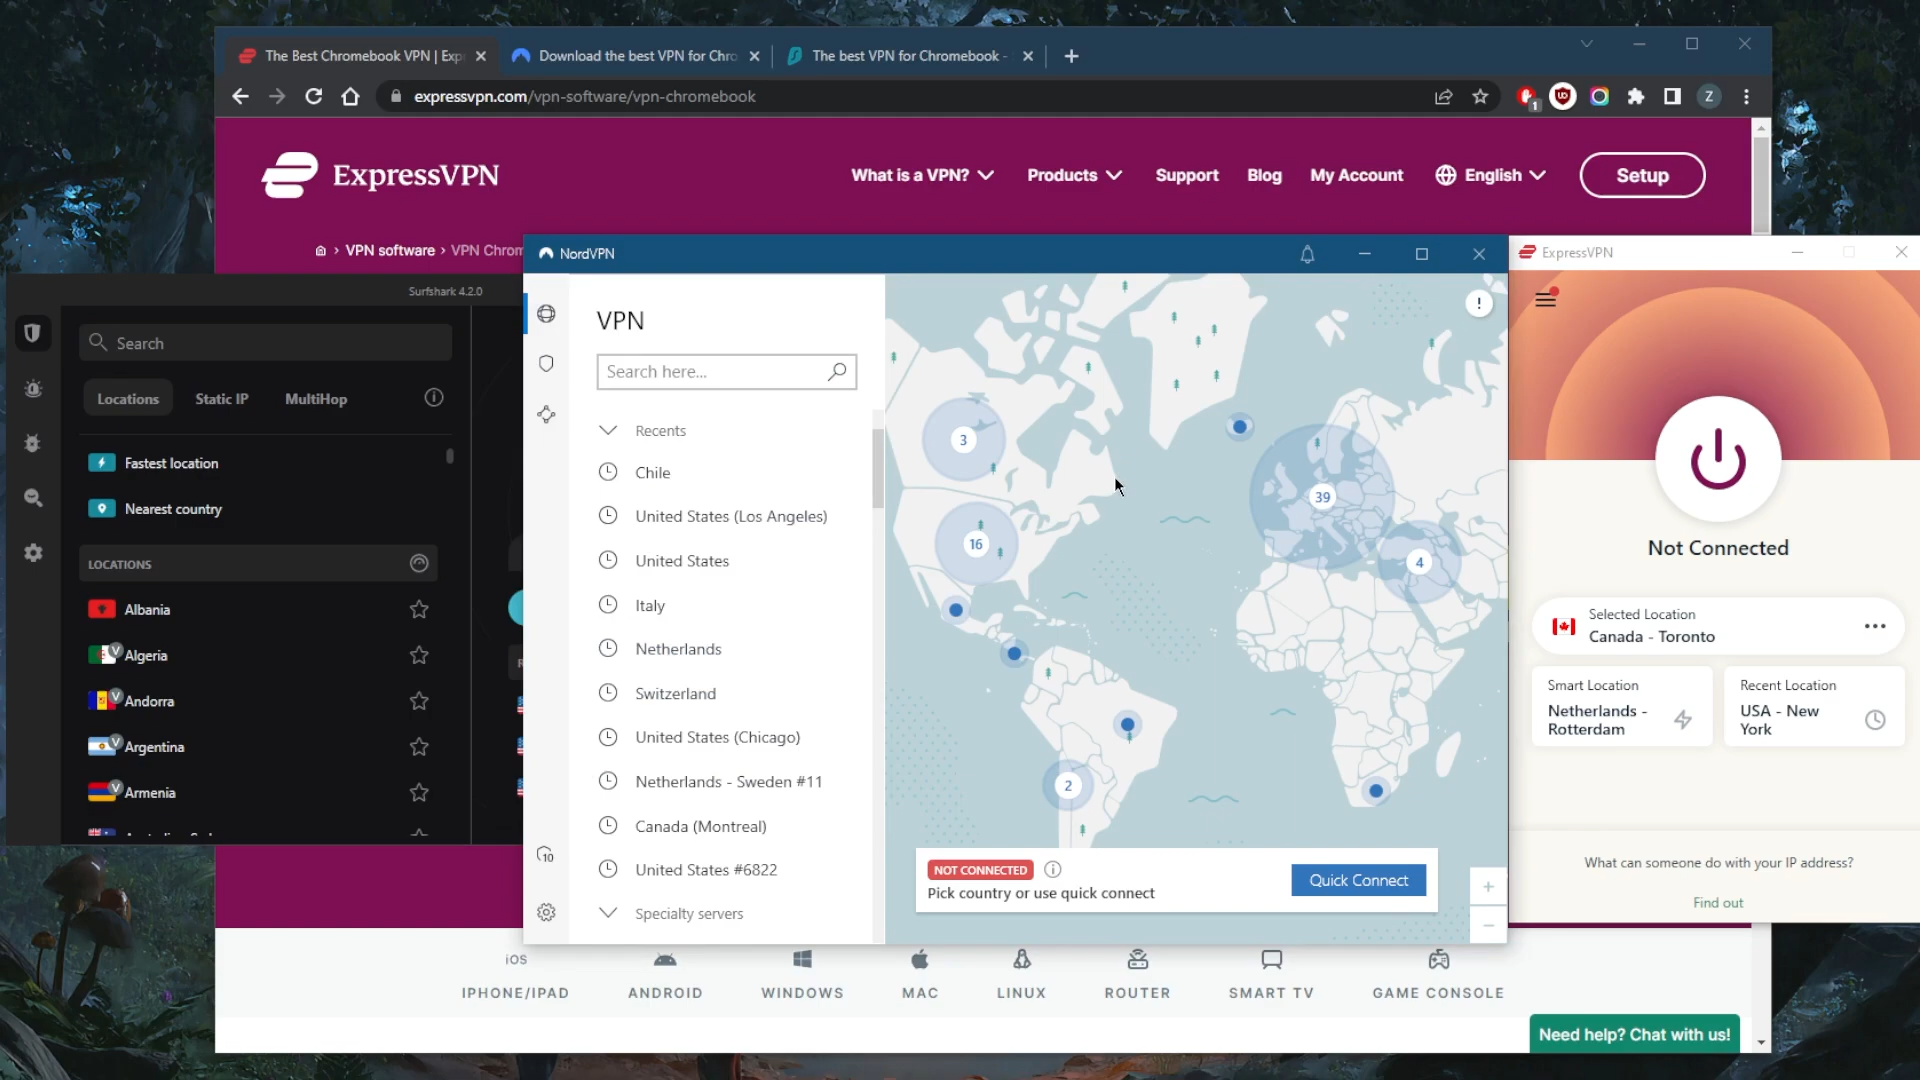 The Best Chromebook VPN | Exp
Download the best VPN for Chro
The best VPN for Chromebook -
expressvpn.com/vpn-software/vpn-chromebook
1
Z
ExpressVPN
What is a VPN?
Products
Support
Blog
My Account
English
Setup
VPN software › VPN Chrom
Surfshark 4.2.0
Search
Locations
Static IP
MultiHop
Fastest location
Nearest country
LOCATIONS
Albania
V
Algeria
V
Andorra
V
Argentina
V
Armenia
NordVPN
VPN
Search here...
Recents
Chile
United States (Los Angeles)
United States
Italy
Netherlands
Switzerland
United States (Chicago)
Netherlands - Sweden #11
Canada (Montreal)
United States #6822
Specialty servers
10
3
16
39
4
2
!
NOT CONNECTED
Pick country or use quick connect
Quick Connect
+
−
ExpressVPN
Not Connected
Selected Location
Canada - Toronto
Smart Location
Netherlands -
Rotterdam
Recent Location
USA - New
York
What can someone do with your IP address?
Find out
iOS
IPHONE/IPAD
ANDROID
WINDOWS
MAC
LINUX
ROUTER
SMART TV
GAME CONSOLE
Need help? Chat with us!